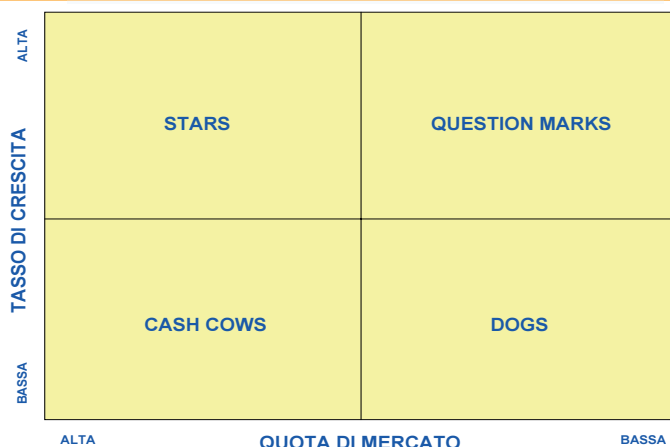 ALTA
STARS
QUESTION MARKS
TASSO DI CRESCITA
CASH COWS
DOGS
BASSA
ALTA
QUOTA DI MERCATO
BASSA